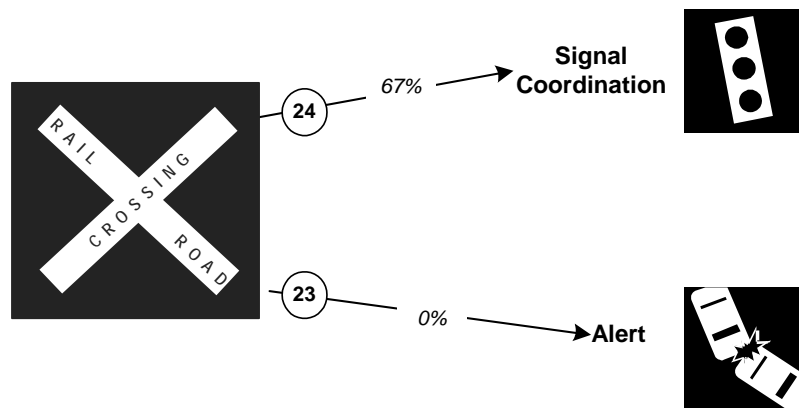 Signal
Coordination
67%
24
RAIL
CROSSING
ROAD
23
0%
Alert